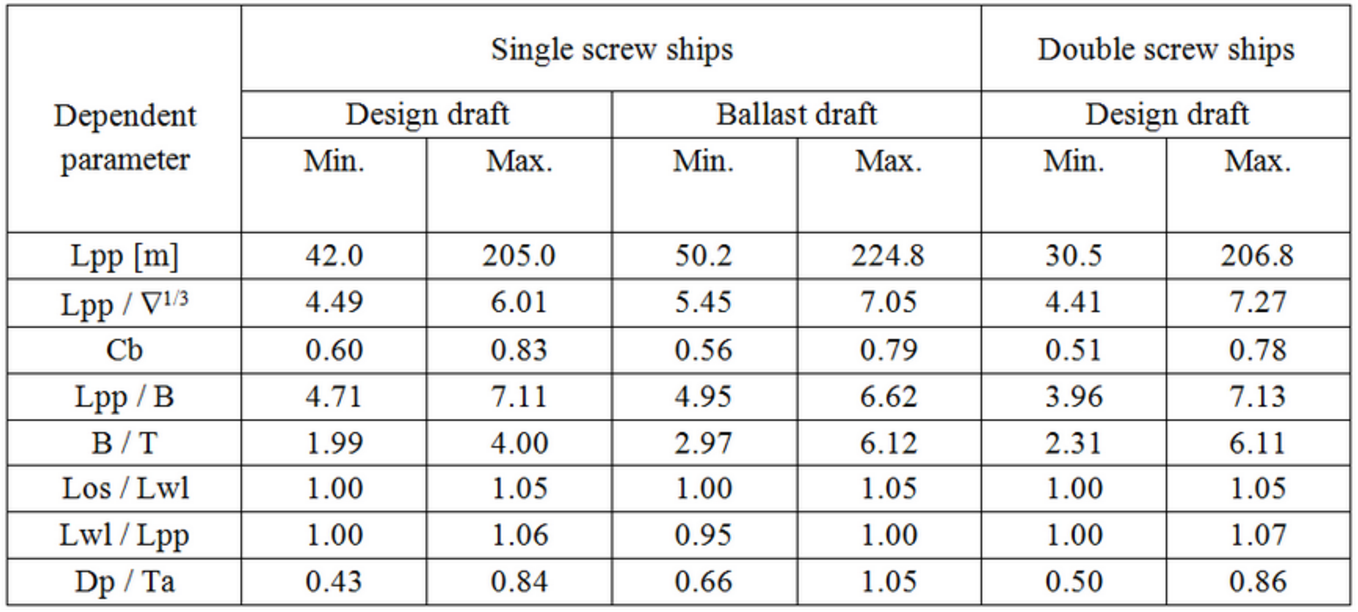 Dependent parameter Single screw ships Double screw ships
Design draft Ballast draft Design draft
Min. Max. Min. Max. Min. Max.
Lpp [m] 42.0 205.0 50.2 224.8 30.5 206.8
Lpp / ∇1/3 4.49 6.01 5.45 7.05 4.41 7.27
Cb 0.60 0.83 0.56 0.79 0.51 0.78
Lpp / B 4.71 7.11 4.95 6.62 3.96 7.13
B / T 1.99 4.00 2.97 6.12 2.31 6.11
Los / Lwl 1.00 1.05 1.00 1.05 1.00 1.05
Lwl / Lpp 1.00 1.06 0.95 1.00 1.00 1.07
Dp / Ta 0.43 0.84 0.66 1.05 0.50 0.86